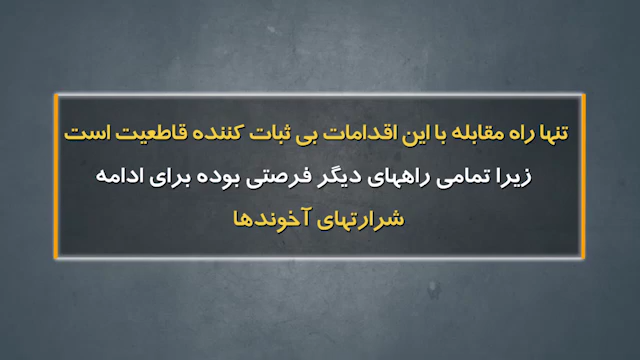 تنها راه مقابله با این اقدامات بی ثبات کننده قاطعیت است
زیرا تمامی راههای دیگر فرصتی بوده برای ادامه
شرارتهای آخوندها